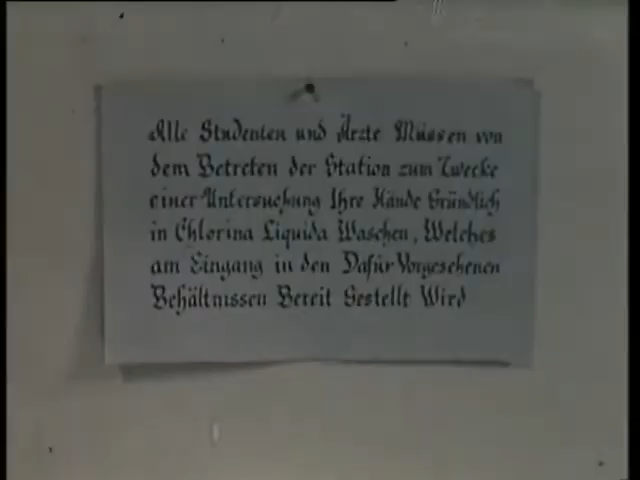 Alle Studenten und Ärzte Müssen von
dem Betreten der Station zum Zwecke
einer Untersuchung Ihre Hände Gründlich
in Chlorina Liquida Waschen, Welches
am Eingang in den Dafür Vorgesehenen
Behältnissen Bereit Gestellt Wird